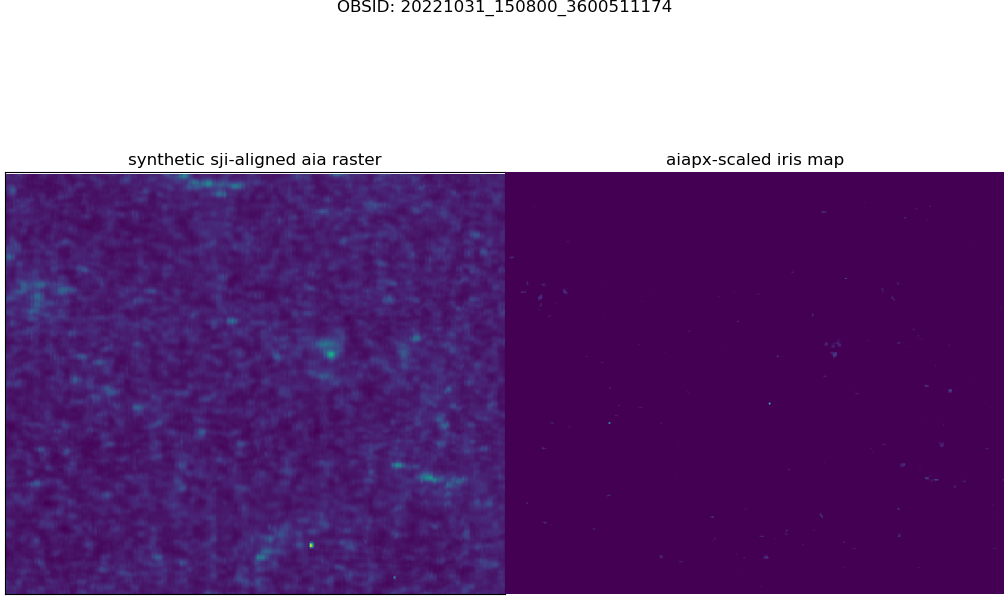 OBSID: 20221031_150800_3600511174
synthetic sji-aligned aia raster
aiapx-scaled iris map